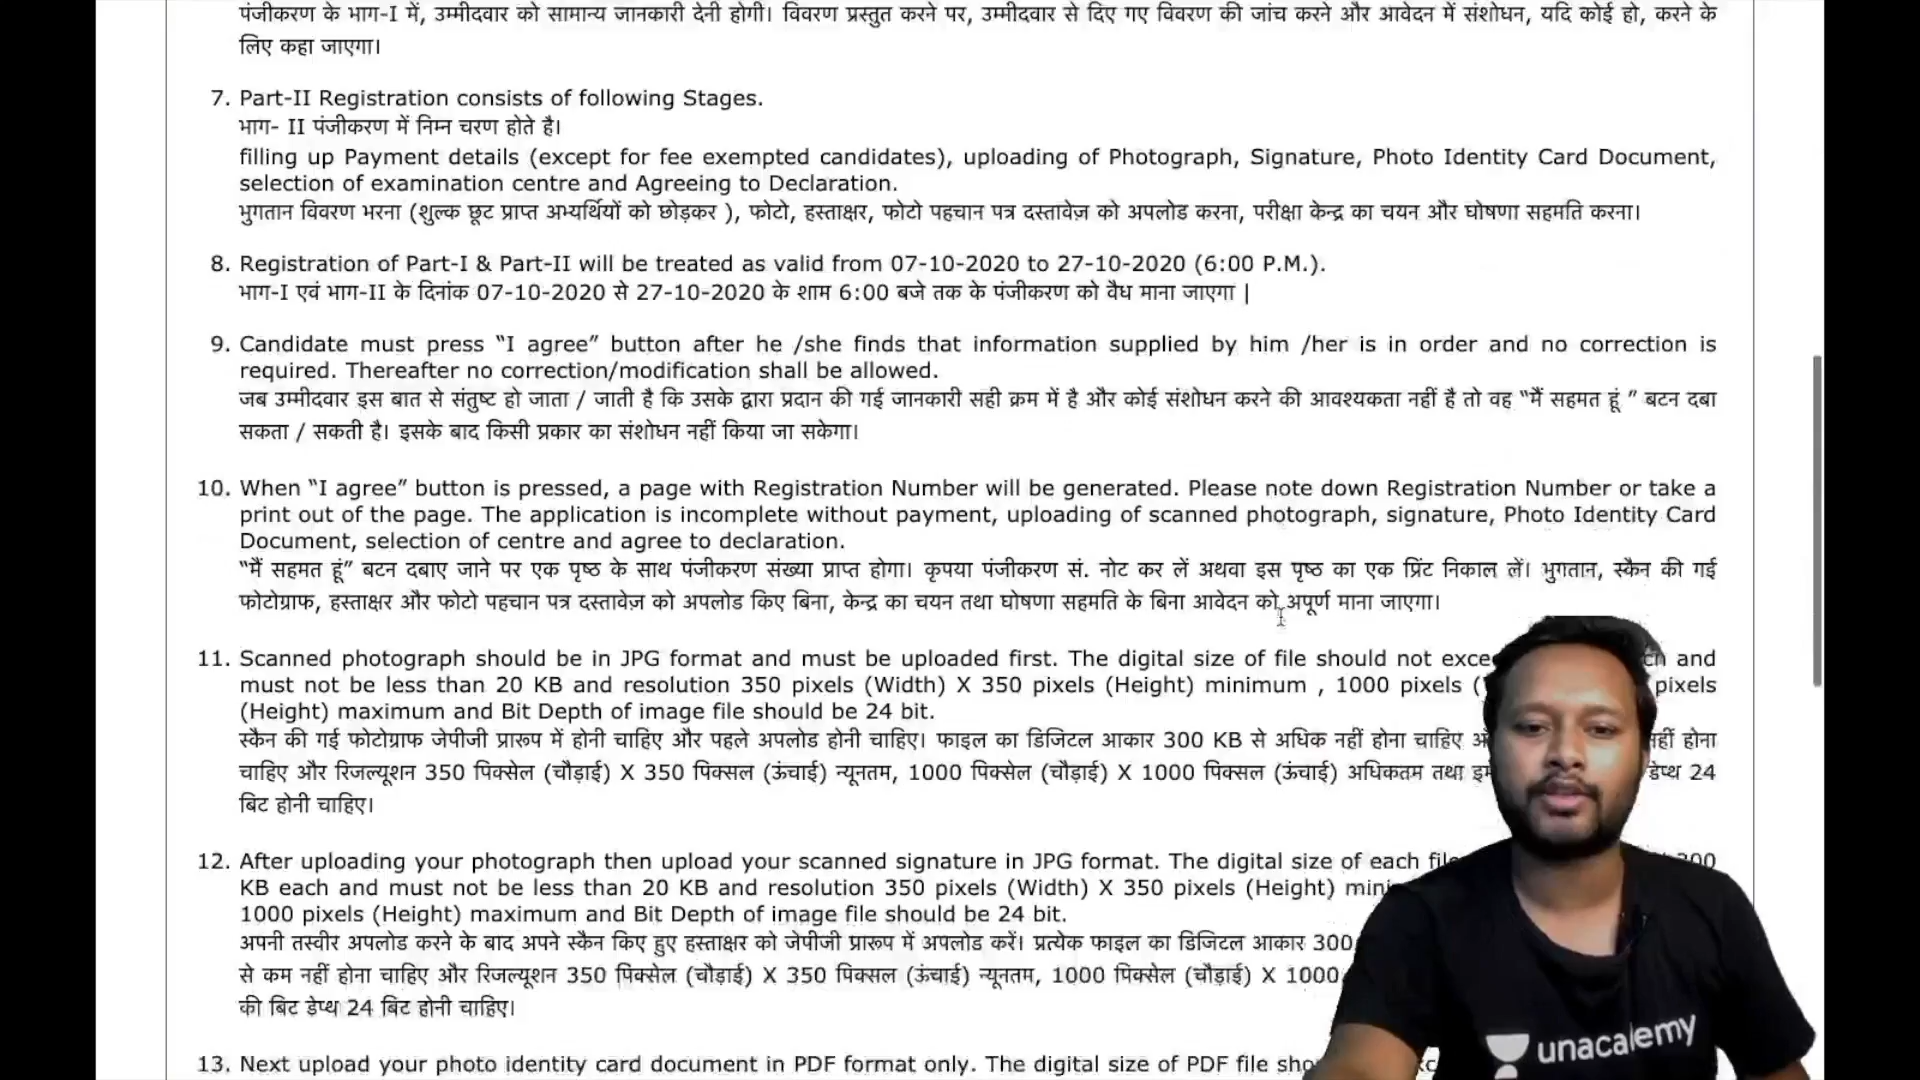 पंजीकरण के भाग-I में, उम्मीदवार को सामान्य जानकारी देनी होगी। विवरण प्रस्तुत करने पर, उम्मीदवार से दिए गए विवरण की जांच करने और आवेदन में संशोधन, यदि कोई हो, करने के
लिए कहा जाएगा।
7. Part-II Registration consists of following Stages.
भाग- II पंजीकरण में निम्न चरण होते है।
filling up Payment details (except for fee exempted candidates), uploading of Photograph, Signature, Photo Identity Card Document,
selection of examination centre and Agreeing to Declaration.
भुगतान विवरण भरना (शुल्क छूट प्राप्त अभ्यर्थियों को छोड़कर ), फोटो, हस्ताक्षर, फोटो पहचान पत्र दस्तावेज़ को अपलोड करना, परीक्षा केन्द्र का चयन और घोषणा सहमति करना।
8. Registration of Part-I & Part-II will be treated as valid from 07-10-2020 to 27-10-2020 (6:00 P.M.).
भाग-I एवं भाग-II के दिनांक 07-10-2020 से 27-10-2020 के शाम 6:00 बजे तक के पंजीकरण को वैध माना जाएगा |
9. Candidate must press “I agree” button after he /she finds that information supplied by him /her is in order and no correction is
required. Thereafter no correction/modification shall be allowed.
जब उम्मीदवार इस बात से संतुष्ट हो जाता / जाती है कि उसके द्वारा प्रदान की गई जानकारी सही क्रम में है और कोई संशोधन करने की आवश्यकता नहीं है तो वह “मैं सहमत हूं ” बटन दबा
सकता / सकती है। इसके बाद किसी प्रकार का संशोधन नहीं किया जा सकेगा।
10. When “I agree” button is pressed, a page with Registration Number will be generated. Please note down Registration Number or take a
print out of the page. The application is incomplete without payment, uploading of scanned photograph, signature, Photo Identity Card
Document, selection of centre and agree to declaration.
“मैं सहमत हूं” बटन दबाए जाने पर एक पृष्ठ के साथ पंजीकरण संख्या प्राप्त होगा। कृपया पंजीकरण सं. नोट कर लें अथवा इस पृष्ठ का एक प्रिंट निकाल लें। भुगतान, स्कैन की गई
फोटोग्राफ, हस्ताक्षर और फोटो पहचान पत्र दस्तावेज़ को अपलोड किए बिना, केन्द्र का चयन तथा घोषणा सहमति के बिना आवेदन को अपूर्ण माना जाएगा।
11. Scanned photograph should be in JPG format and must be uploaded first. The digital size of file should not and
must not be less than 20 KB and resolution 350 pixels (Width) X 350 pixels (Height) minimum , 1000 pixels pixels
(Height) maximum and Bit Depth of image file should be 24 bit.
स्कैन की गई फोटोग्राफ जेपीजी प्रारूप में होनी चाहिए और पहले अपलोड होनी चाहिए। फाइल का डिजिटल आकार 300 KB से अधिक नहीं होना चाहिए नहीं होना
चाहिए और रिजल्यूशन 350 पिक्सेल (चौड़ाई) X 350 पिक्सल (ऊंचाई) न्यूनतम, 1000 पिक्सेल (चौड़ाई) X 1000 पिक्सल (ऊंचाई) अधिकतम तथा डेप्थ 24
बिट होनी चाहिए।
12. After uploading your photograph then upload your scanned signature in JPG format. The digital size of each 300
KB each and must not be less than 20 KB and resolution 350 pixels (Width) X 350 pixels (Height)
1000 pixels (Height) maximum and Bit Depth of image file should be 24 bit.
अपनी तस्वीर अपलोड करने के बाद अपने स्कैन किए हुए हस्ताक्षर को जेपीजी प्रारूप में अपलोड करें। प्रत्येक फाइल का डिजिटल आकार 300
से कम नहीं होना चाहिए और रिजल्यूशन 350 पिक्सेल (चौड़ाई) X 350 पिक्सल (ऊंचाई) न्यूनतम, 1000 पिक्सेल (चौड़ाई) X 1000
की बिट डेप्थ 24 बिट होनी चाहिए।
13. Next upload your photo identity card document in PDF format only. The digital size of PDF file
unacademy